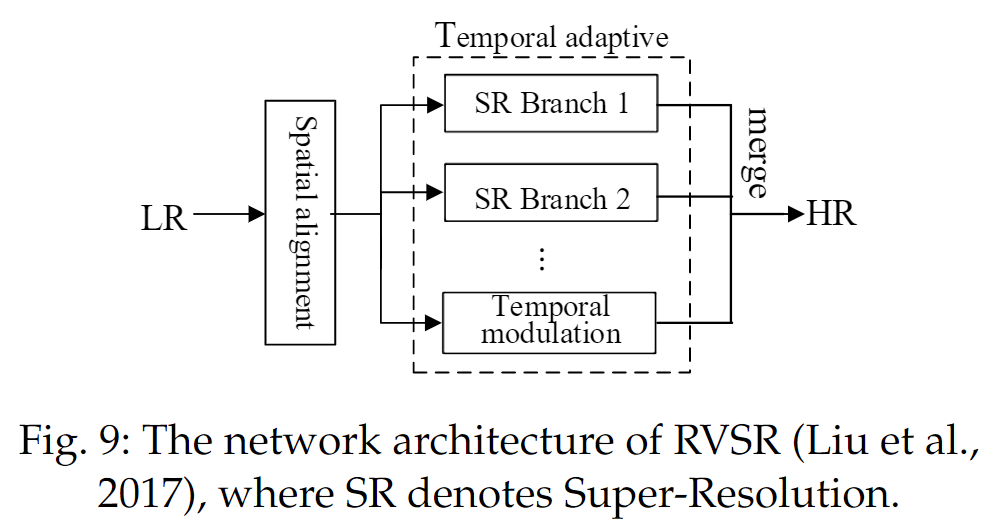 Temporal adaptive
SR Branch 1
SR Branch 2
⋮
Temporal
modulation
Spatial alignment
LR
merge
HR
Fig. 9: The network architecture of RVSR (Liu et al.,
2017), where SR denotes Super-Resolution.